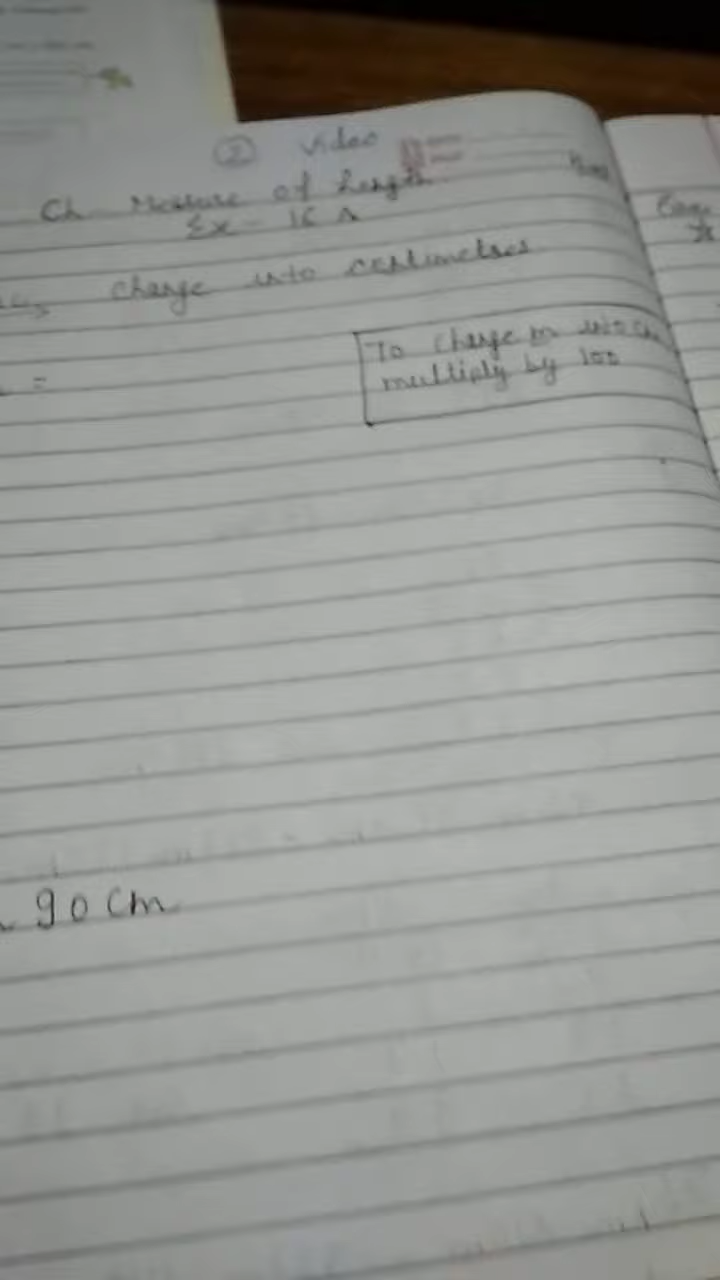 ② Video
Ch Measure of Length
Ex - 16 A
Change into centimetres
To change m into cm
multiply by 100
=
90 cm